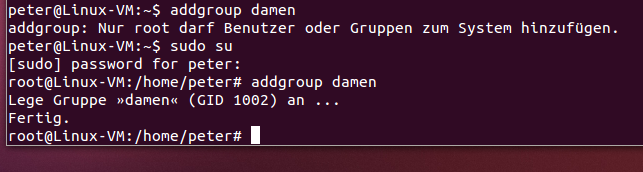 peter@Linux-VM:~$ addgroup damen
addgroup: Nur root darf Benutzer oder Gruppen zum System hinzufügen.
peter@Linux-VM:~$ sudo su
[sudo] password for peter:
root@Linux-VM:/home/peter# addgroup damen
Lege Gruppe »damen« (GID 1002) an ...
Fertig.
root@Linux-VM:/home/peter#